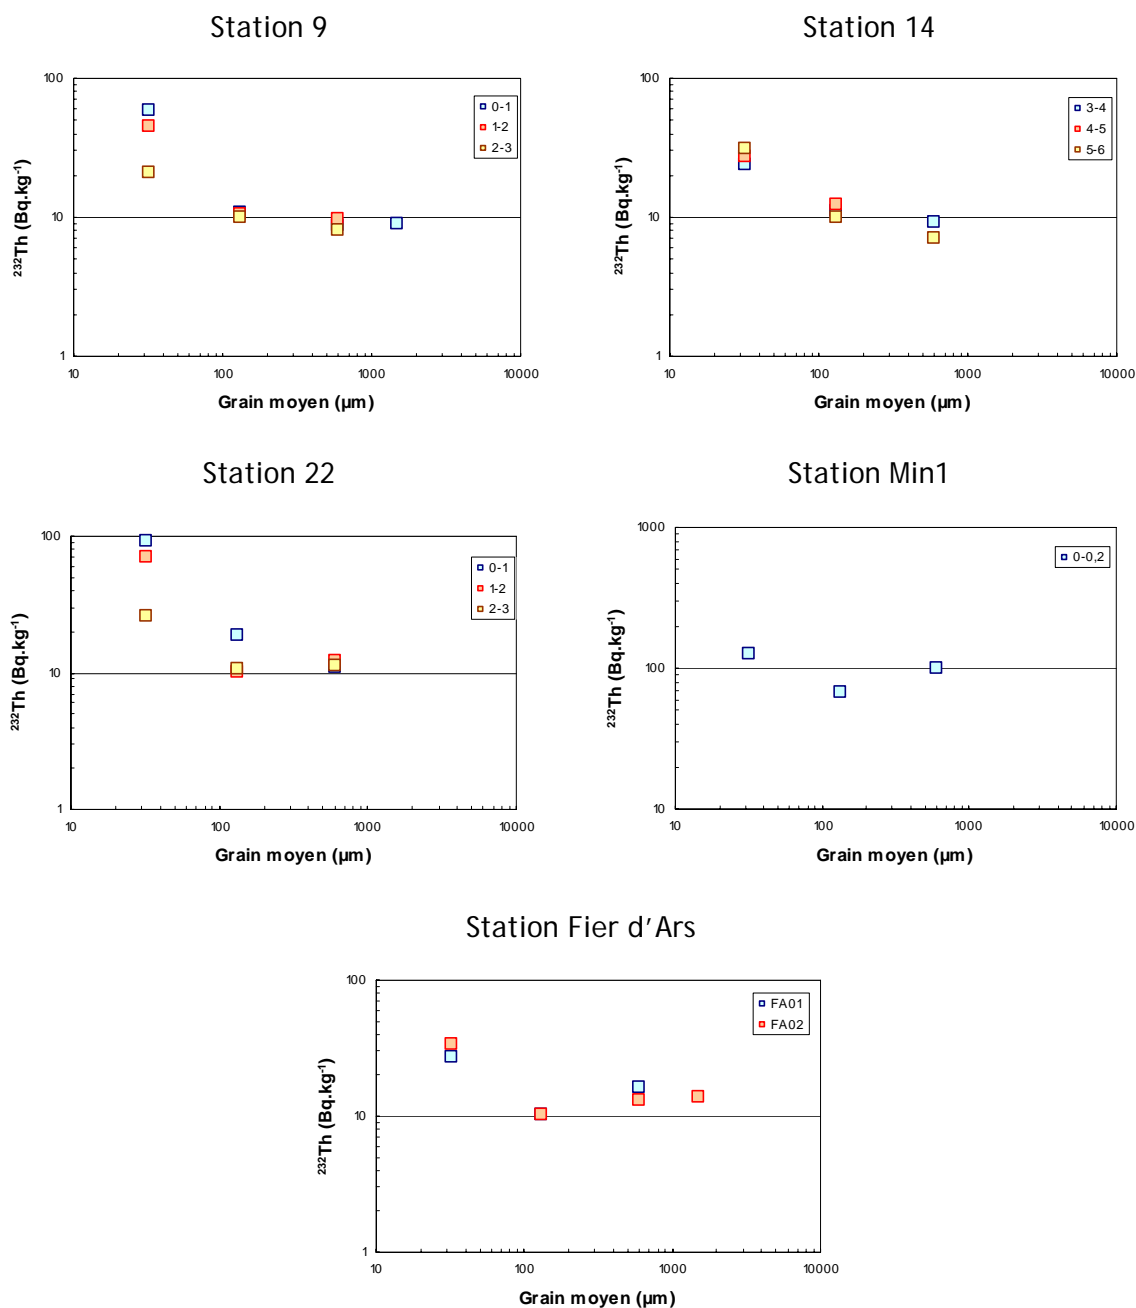 Station 9
100
10
1
10
100
1000
10000
²³²Th (Bq.kg⁻¹)
Grain moyen (µm)
0-1
1-2
2-3
Station 14
100
10
1
10
100
1000
10000
²³²Th (Bq.kg⁻¹)
Grain moyen (µm)
3-4
4-5
5-6
Station 22
100
10
1
10
100
1000
10000
²³²Th (Bq.kg⁻¹)
Grain moyen (µm)
0-1
1-2
2-3
Station Min1
1000
100
10
10
100
1000
10000
²³²Th (Bq.kg⁻¹)
Grain moyen (µm)
0-0,2
Station Fier d'Ars
100
10
1
10
100
1000
10000
²³²Th (Bq.kg⁻¹)
Grain moyen (µm)
FA01
FA02